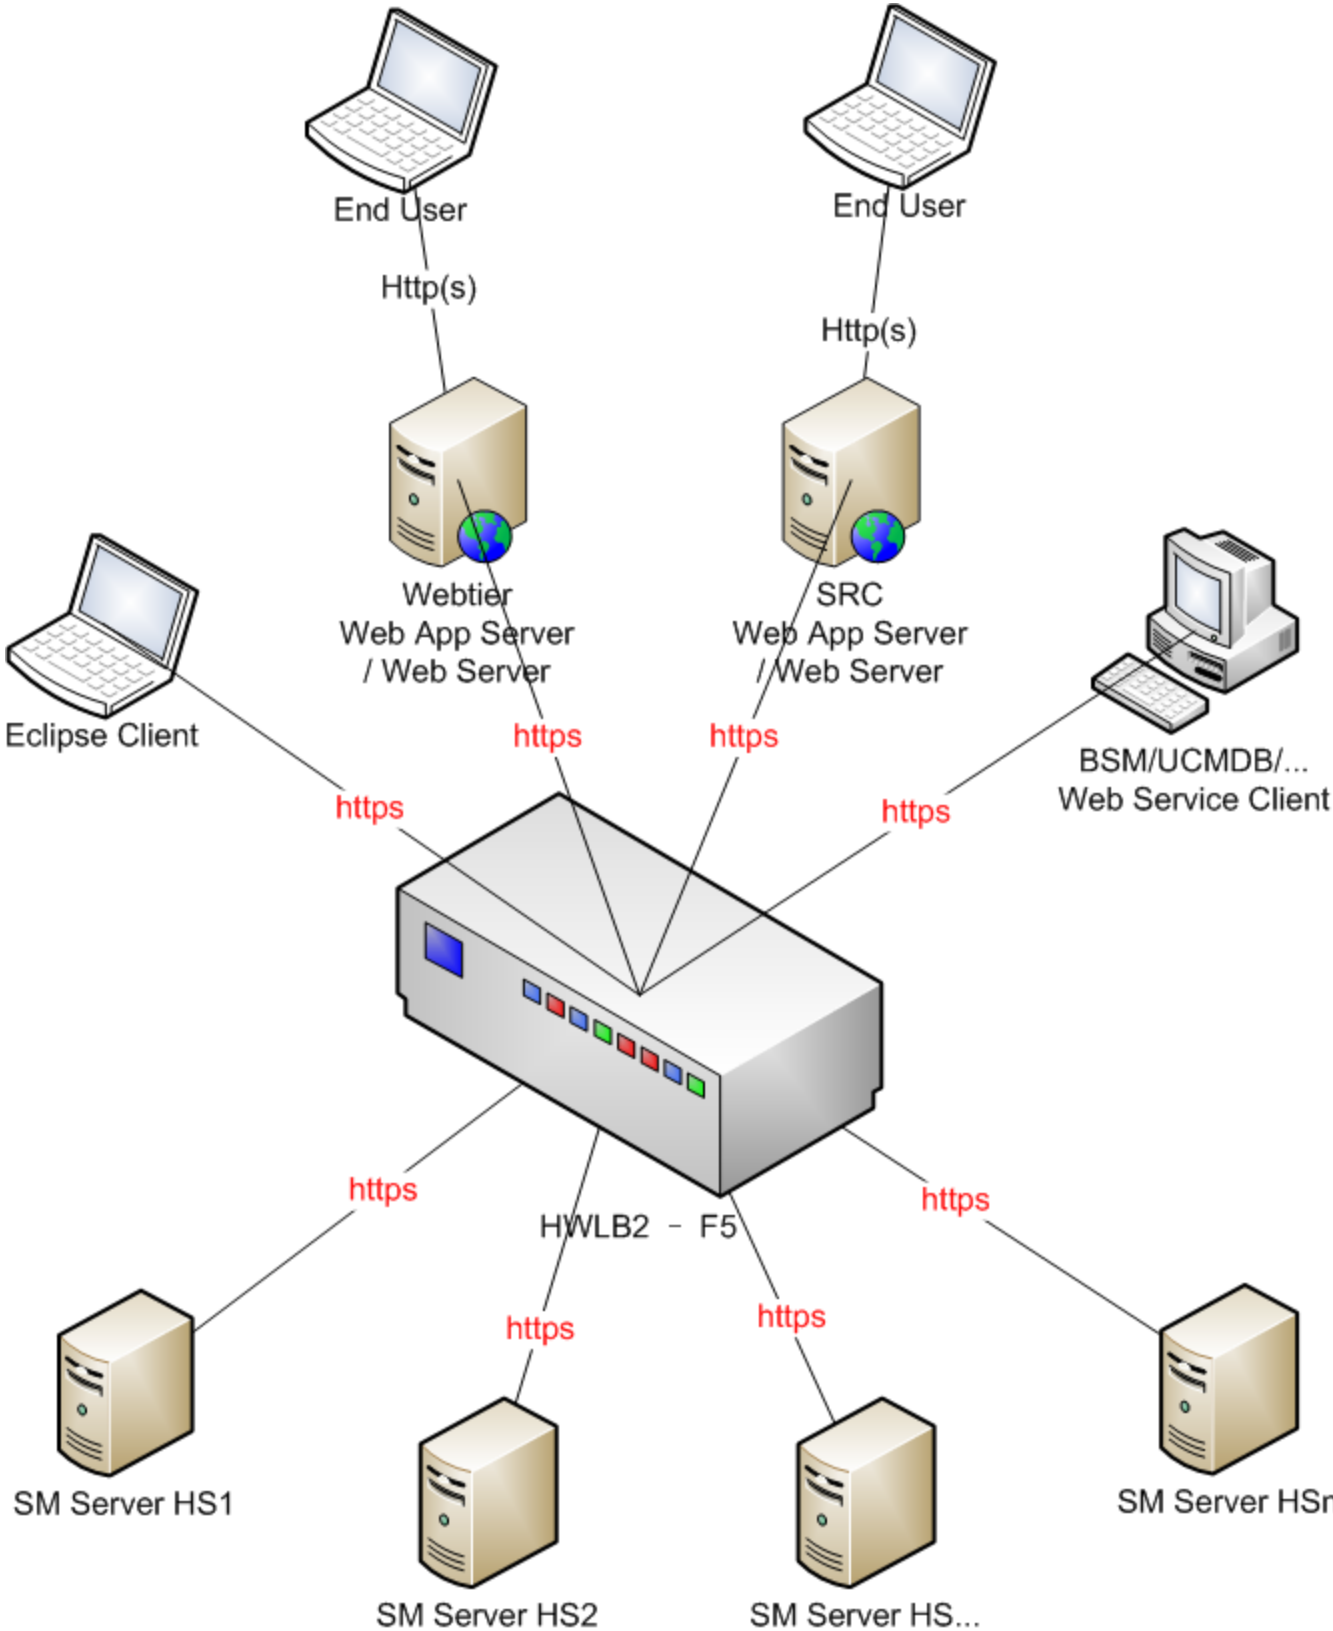 End User
End User
Http(s)
Http(s)
Webtier
Web App Server
/ Web Server
SRC
Web App Server
/ Web Server
Eclipse Client
https
https
BSM/UCMDB/...
Web Service Client
https
https
https
https
HWLB2 - F5
https
https
SM Server HS1
SM Server HSn
SM Server HS2
SM Server HS...